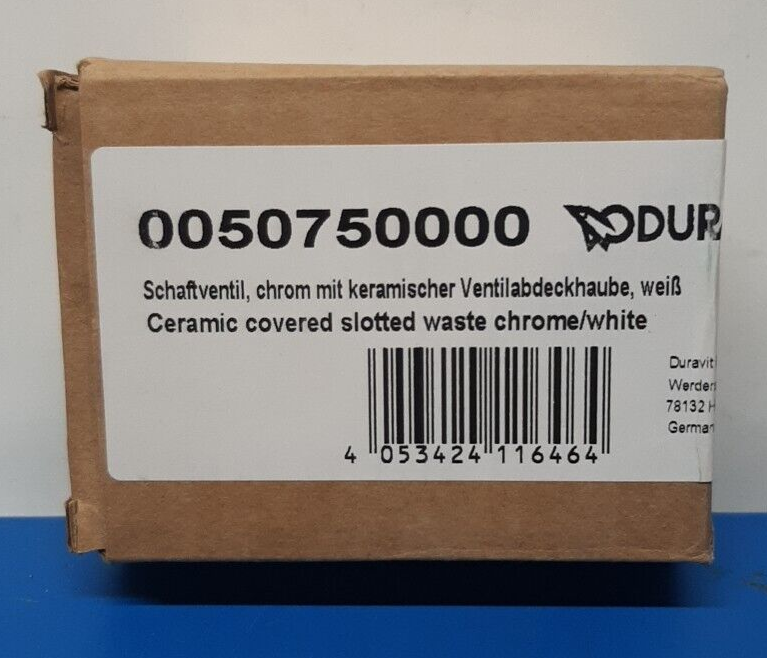 0050750000 DURA
Schaftventil, chrom mit keramischer Ventilabdeckhaube, weiß
Ceramic covered slotted waste chrome/white
Duravit
Werder
78132 H
German
4 053424 116464